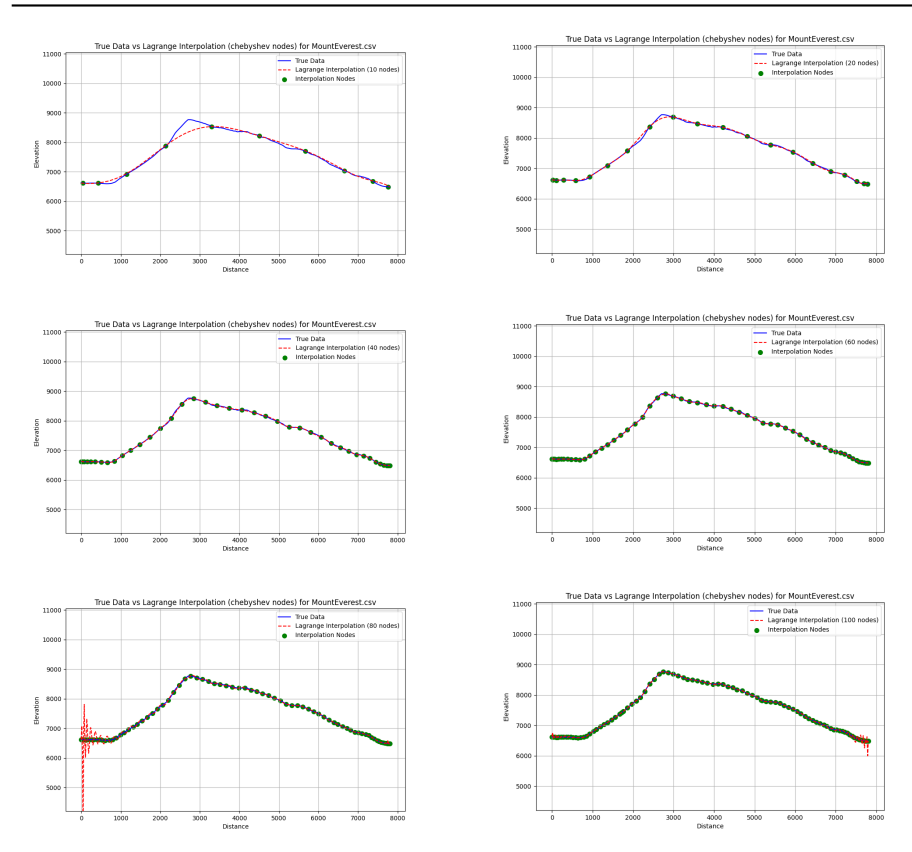 True Data vs Lagrange Interpolation (chebyshev nodes) for MountEverest.csv
11000
10000
9000
8000
7000
6000
5000
Elevation
0 1000 2000 3000 4000 5000 6000 7000 8000
Distance
True Data
Lagrange Interpolation (10 nodes)
Interpolation Nodes
True Data vs Lagrange Interpolation (chebyshev nodes) for MountEverest.csv
11000
10000
9000
8000
7000
6000
5000
Elevation
0 1000 2000 3000 4000 5000 6000 7000 8000
Distance
True Data
Lagrange Interpolation (20 nodes)
Interpolation Nodes
True Data vs Lagrange Interpolation (chebyshev nodes) for MountEverest.csv
11000
10000
9000
8000
7000
6000
5000
Elevation
0 1000 2000 3000 4000 5000 6000 7000 8000
Distance
True Data
Lagrange Interpolation (40 nodes)
Interpolation Nodes
True Data vs Lagrange Interpolation (chebyshev nodes) for MountEverest.csv
11000
10000
9000
8000
7000
6000
5000
Elevation
0 1000 2000 3000 4000 5000 6000 7000 8000
Distance
True Data
Lagrange Interpolation (60 nodes)
Interpolation Nodes
True Data vs Lagrange Interpolation (chebyshev nodes) for MountEverest.csv
11000
10000
9000
8000
7000
6000
5000
Elevation
0 1000 2000 3000 4000 5000 6000 7000 8000
Distance
True Data
Lagrange Interpolation (80 nodes)
Interpolation Nodes
True Data vs Lagrange Interpolation (chebyshev nodes) for MountEverest.csv
11000
10000
9000
8000
7000
6000
5000
Elevation
0 1000 2000 3000 4000 5000 6000 7000 8000
Distance
True Data
Lagrange Interpolation (100 nodes)
Interpolation Nodes